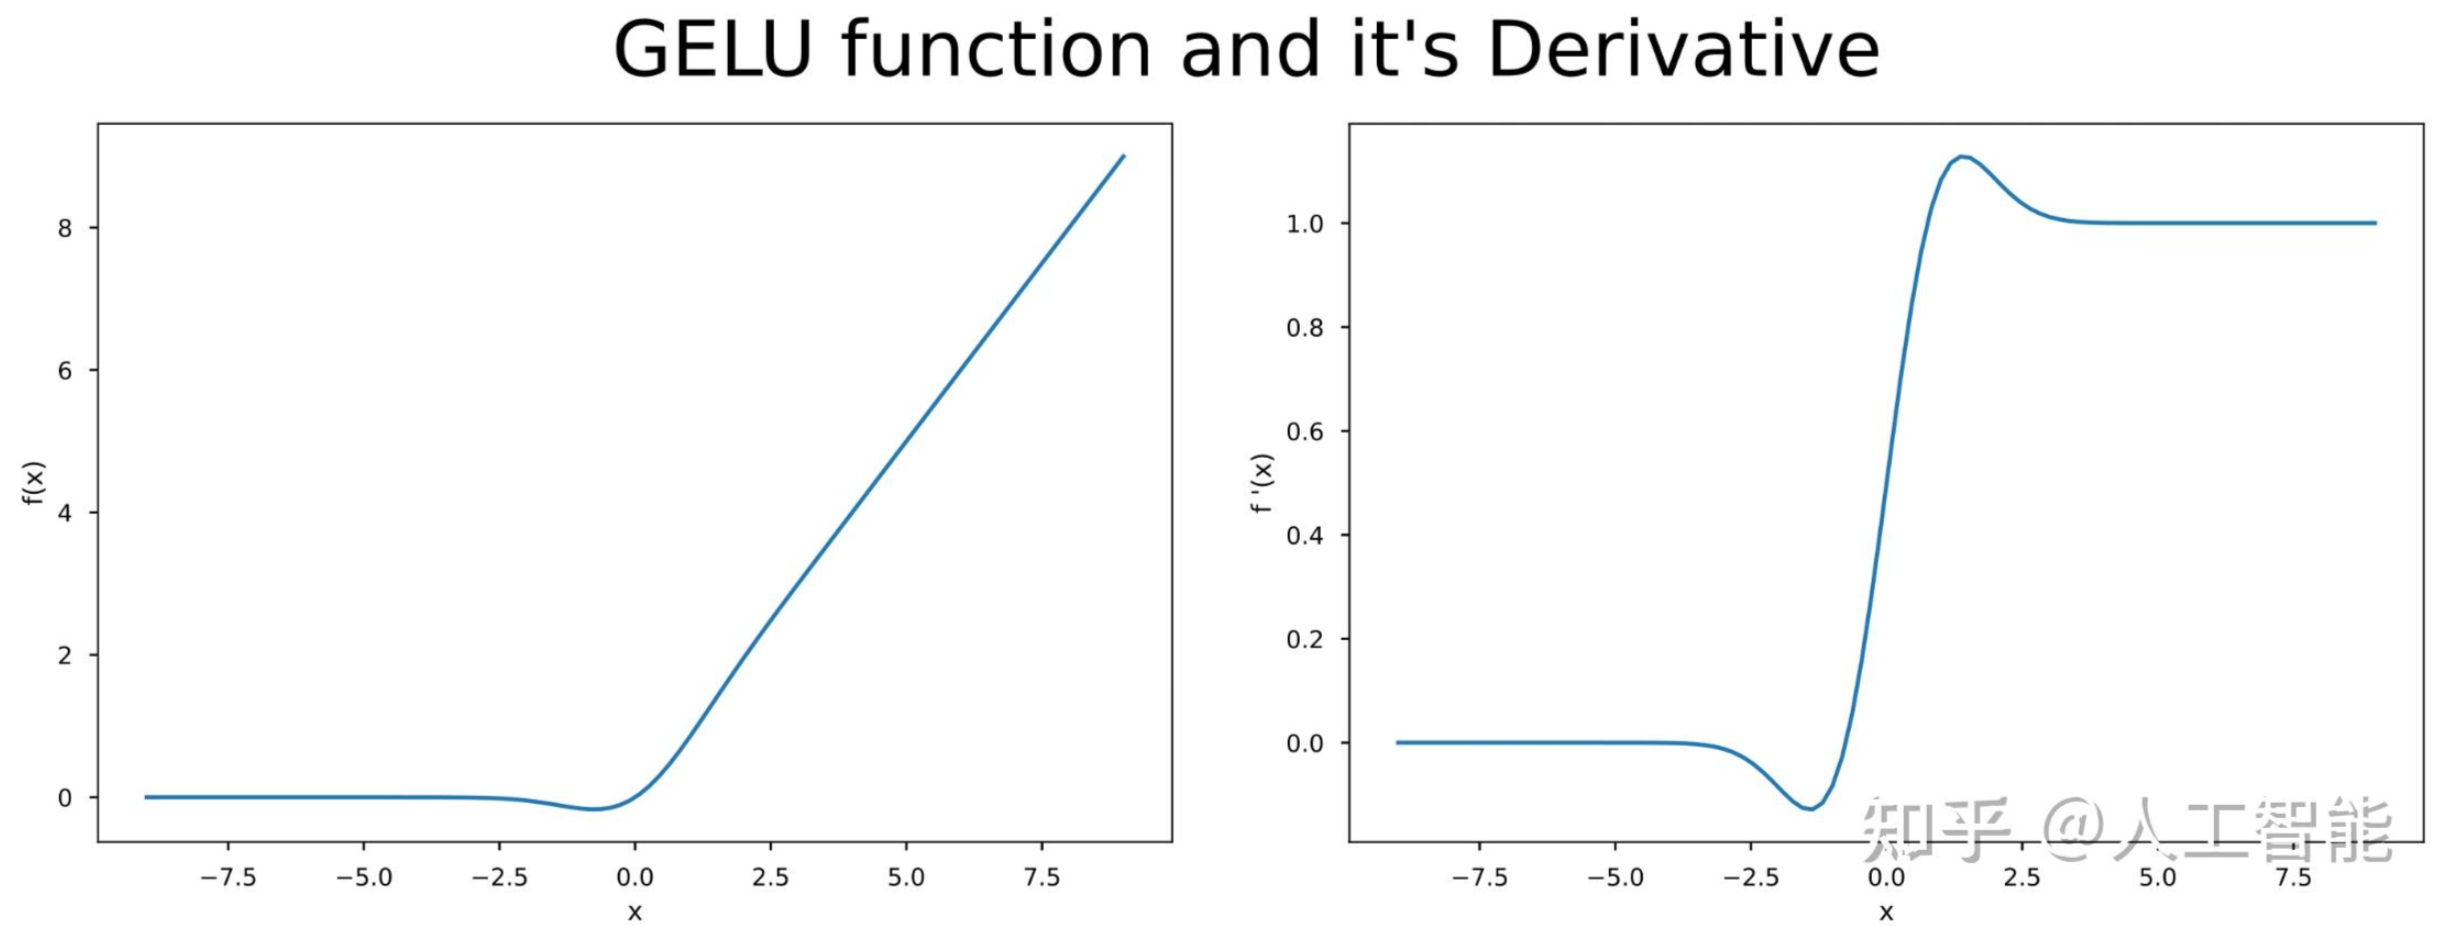 GELU function and it's Derivative
f(x)
8
6
4
2
0
−7.5 −5.0 −2.5 0.0 2.5 5.0 7.5
x
f '(x)
1.0
0.8
0.6
0.4
0.2
0.0
−7.5 −5.0 −2.5 0.0 2.5 5.0 7.5
x
知乎 @人工智能